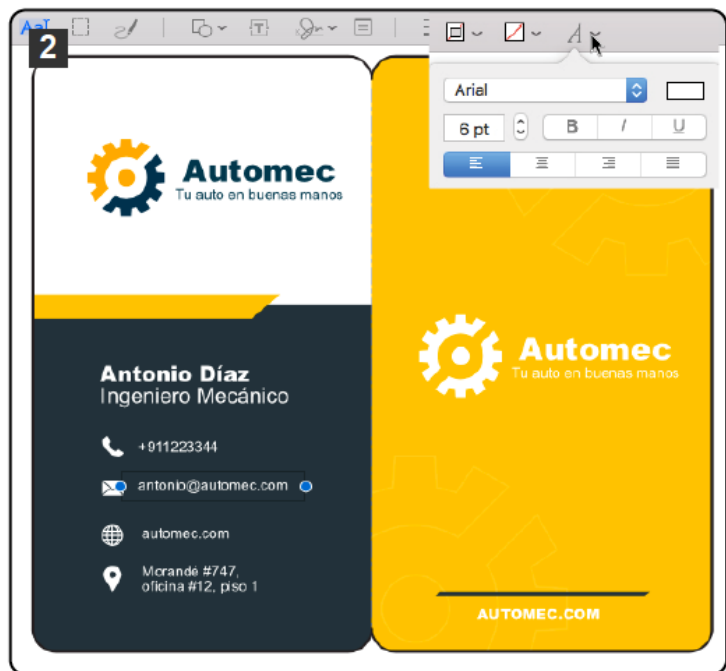 AaI
2
A
Arial
6 pt
B I U
Automec
Tu auto en buenas manos
Antonio Díaz
Ingeniero Mecánico
+911223344
antonio@automec.com
automec.com
Morandé #747,
oficina #12, piso 1
Automec
Tu auto en buenas manos
AUTOMEC.COM